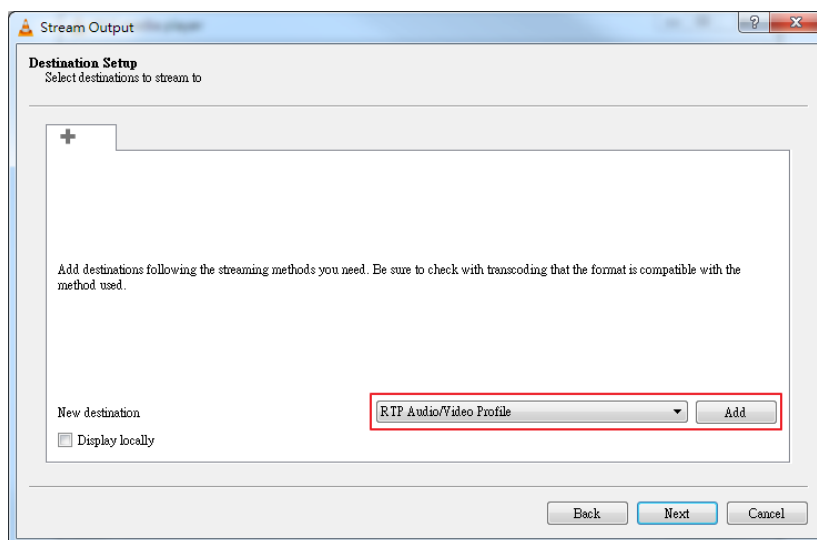 Stream Output
Destination Setup
Select destinations to stream to
Add destinations following the streaming methods you need. Be sure to check with transcoding that the format is compatible with the
method used.
New destination
RTP Audio/Video Profile
Add
Display locally
Back
Next
Cancel